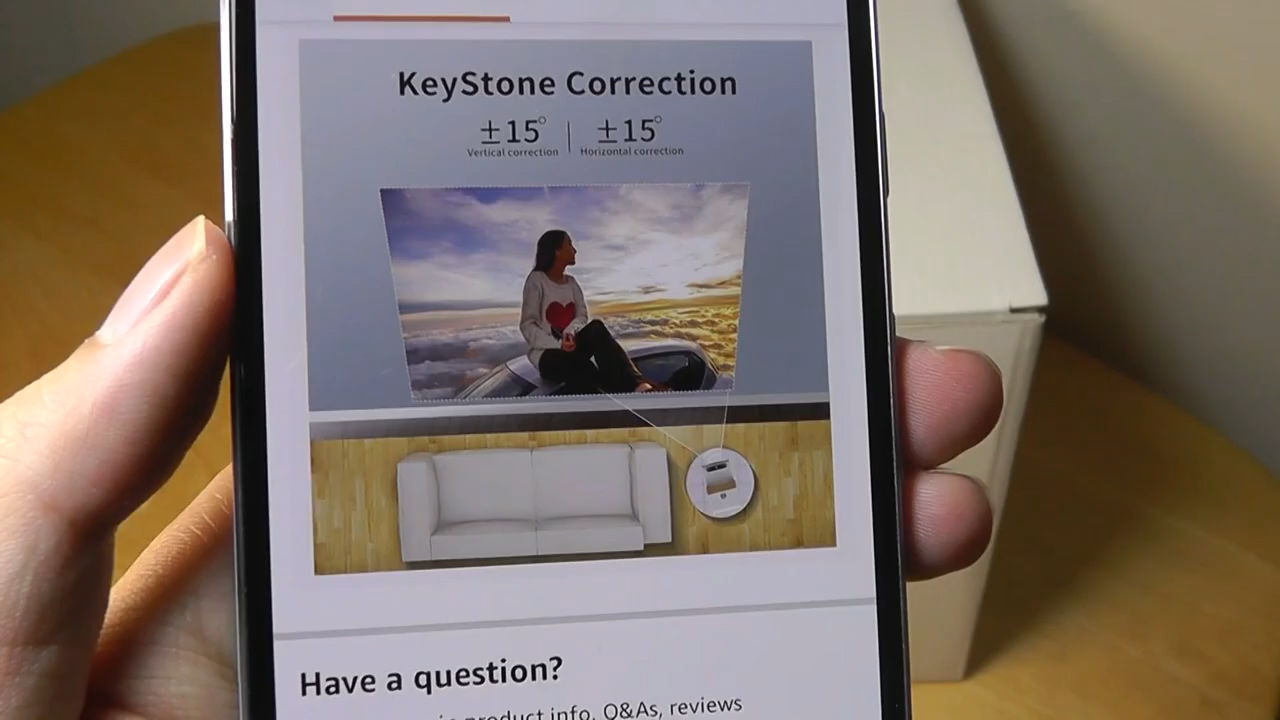 KeyStone Correction
±15° | ±15°
Vertical correction Horizontal correction
Have a question?
product info, Q&As, reviews